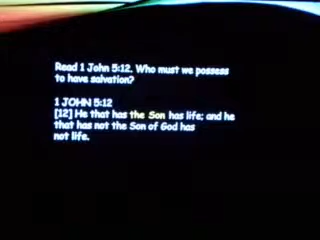 Read 1 John 5:12. Who must we possess
to have salvation?
1 JOHN 5:12
[12] He that has the Son has life; and he
that has not the Son of God has
not life.